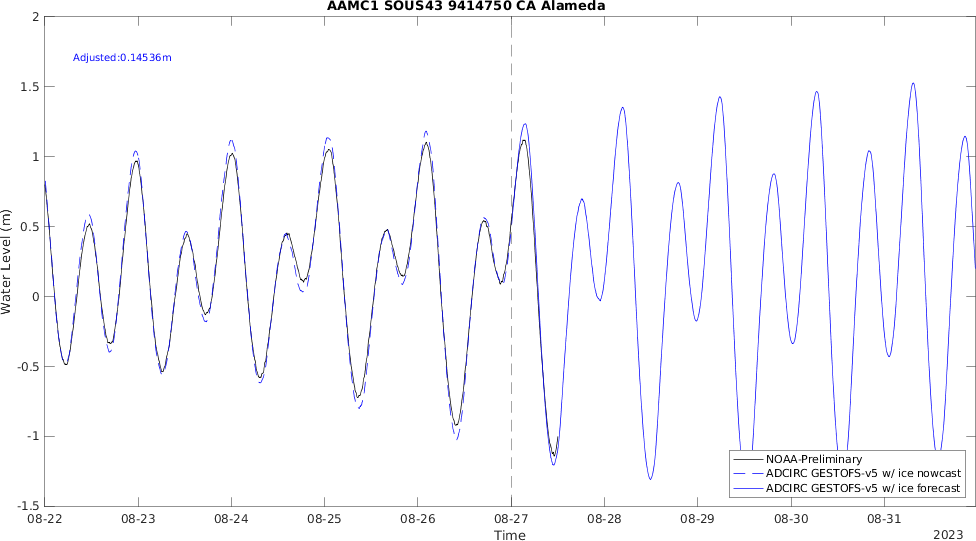 AAMC1 SOUS43 9414750 CA Alameda
Adjusted:0.14536m
2
1.5
1
0.5
0
-0.5
-1
-1.5
Water Level (m)
NOAA-Preliminary
ADCIRC GESTOFS-v5 w/ ice nowcast
ADCIRC GESTOFS-v5 w/ ice forecast
08-22 08-23 08-24 08-25 08-26 08-27 08-28 08-29 08-30 08-31
Time
2023